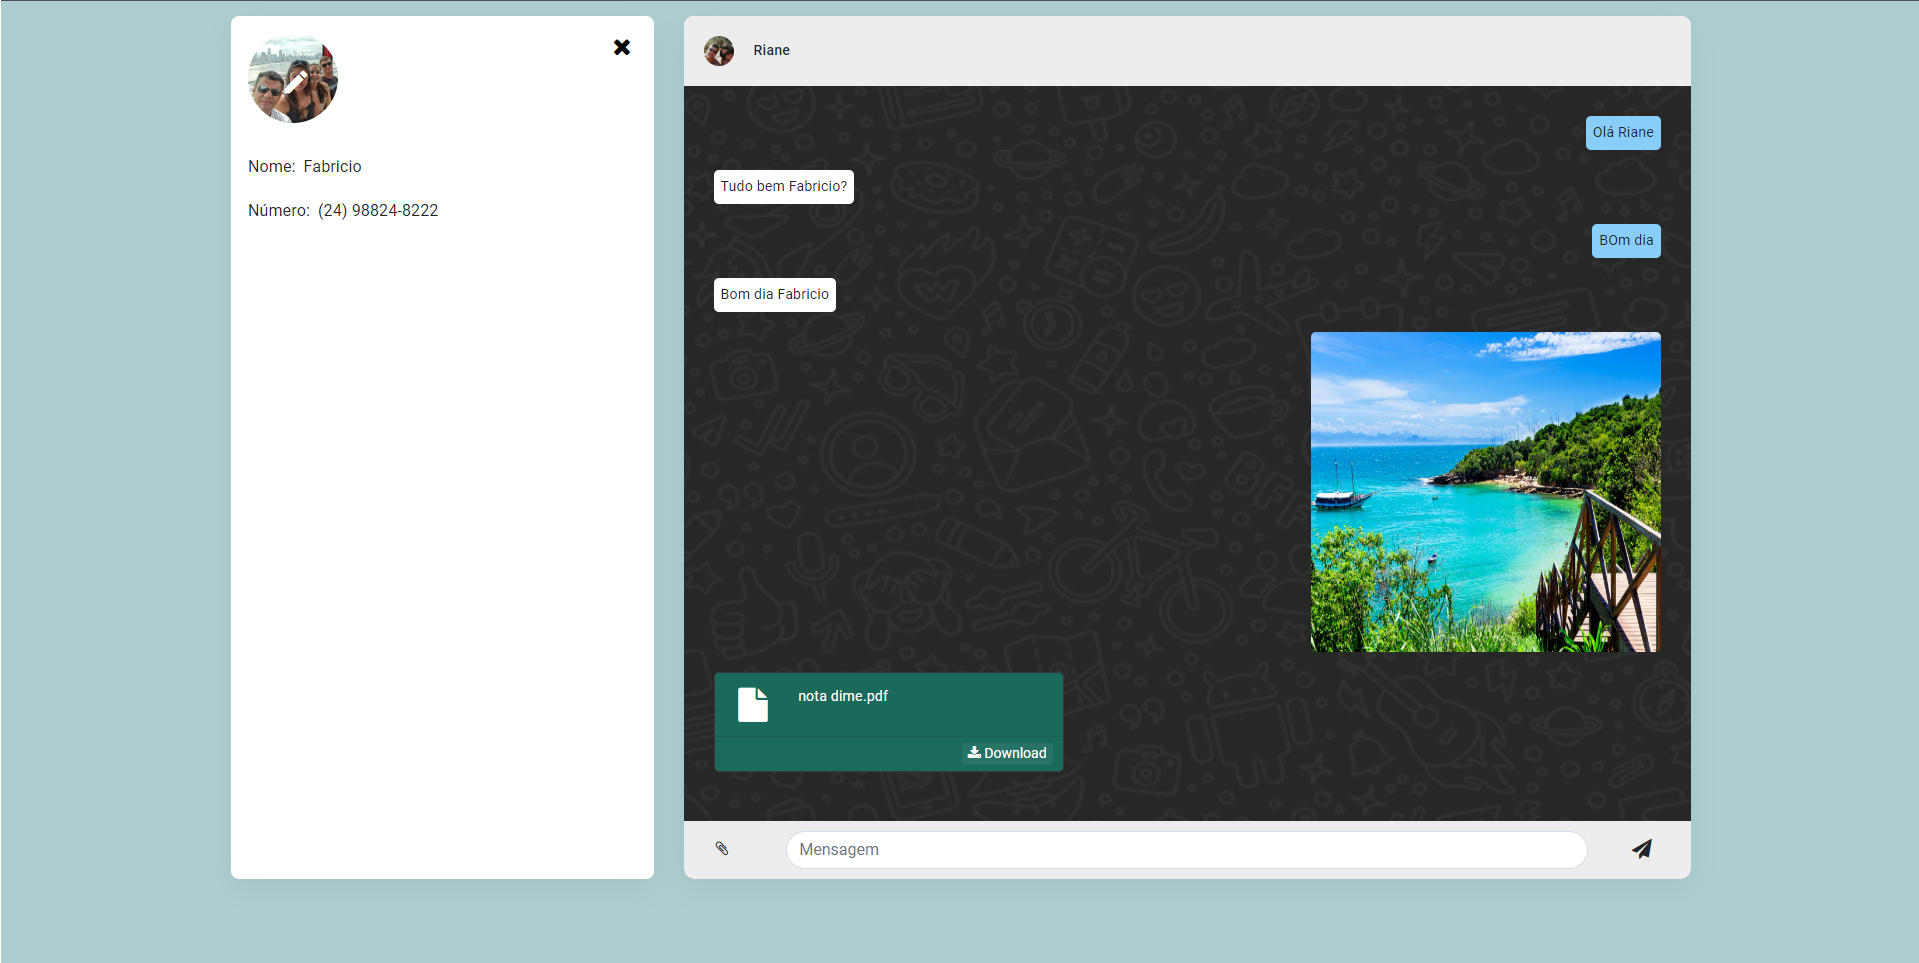 Nome: Fabricio
Número: (24) 98824-8222
Riane
Olá Riane
Tudo bem Fabricio?
BOm dia
Bom dia Fabricio
nota dime.pdf
Download
Mensagem